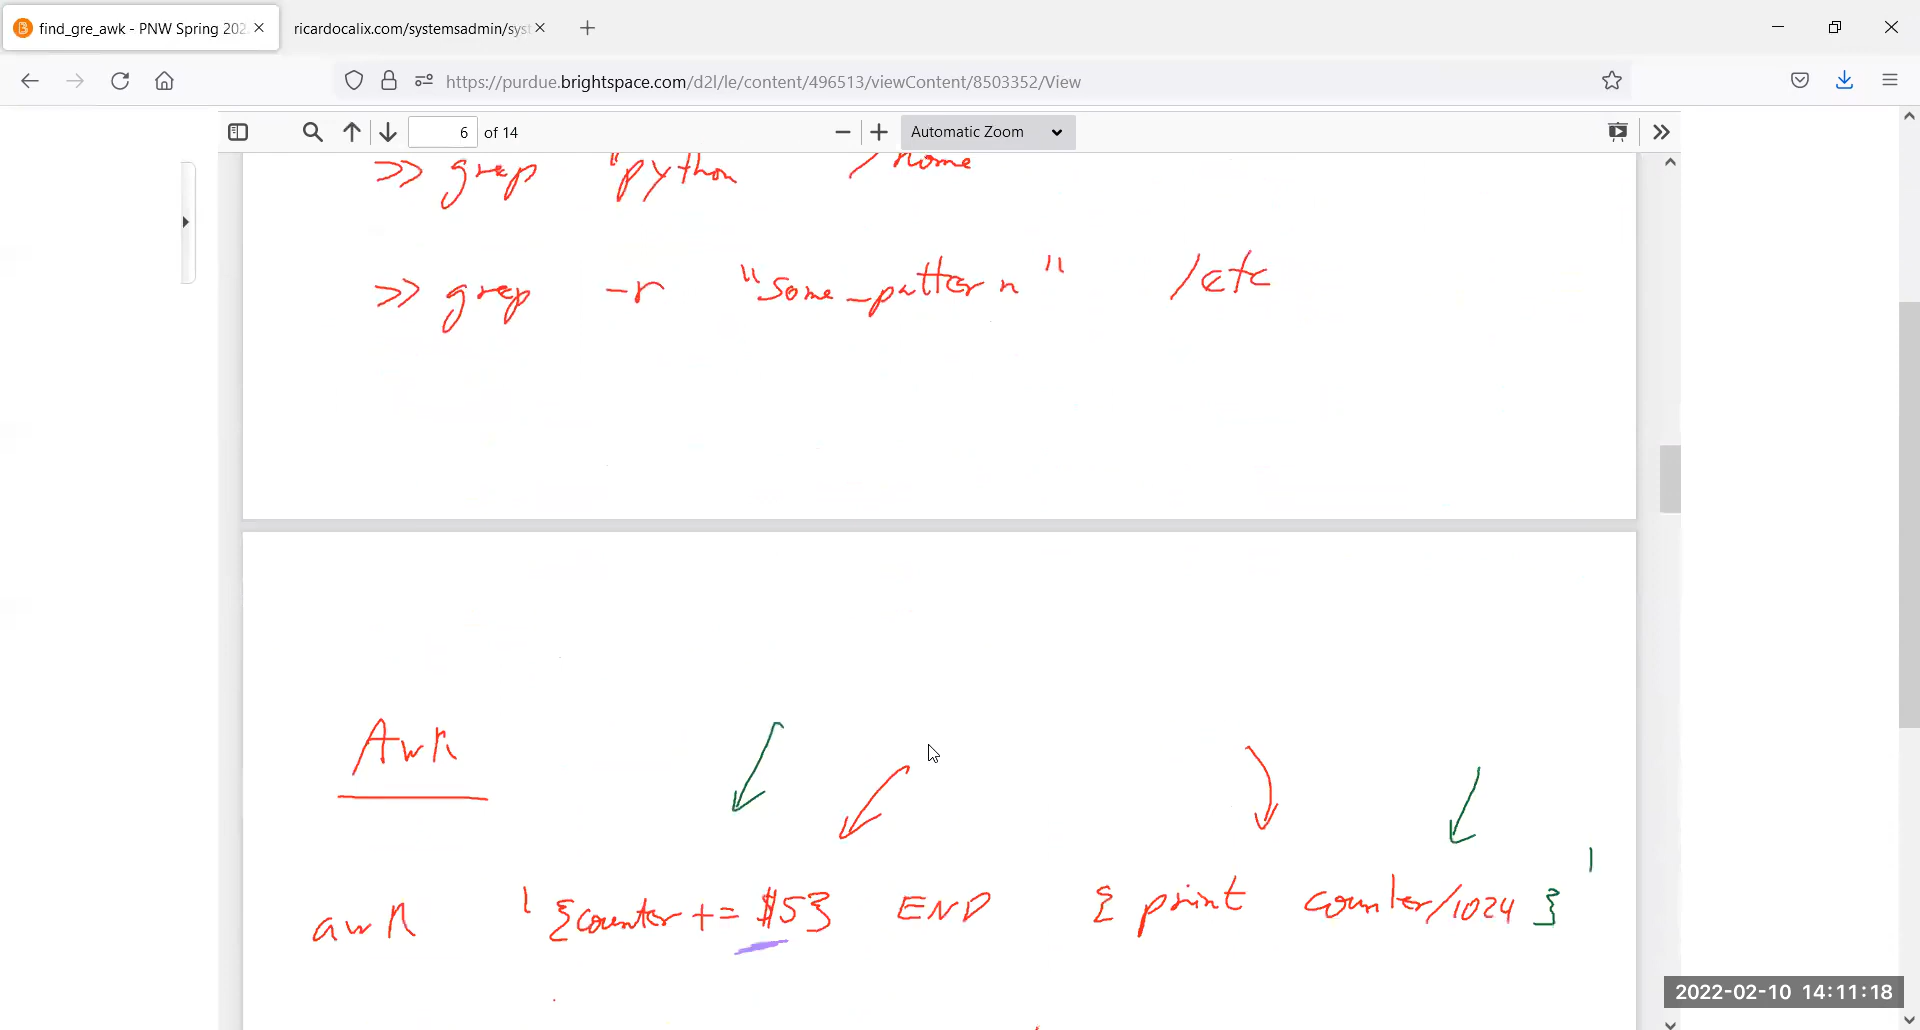 find_gre_awk - PNW Spring 202
ricardocalix.com/systemsadmin/syst
https://purdue.brightspace.com/d2l/le/content/496513/viewContent/8503352/View
6 of 14
Automatic Zoom
>> grep "python /home
>> grep -r "some_pattern" /etc
Awk
awk '{counter += $5} END { print counter/1024 }'
2022-02-10 14:11:18